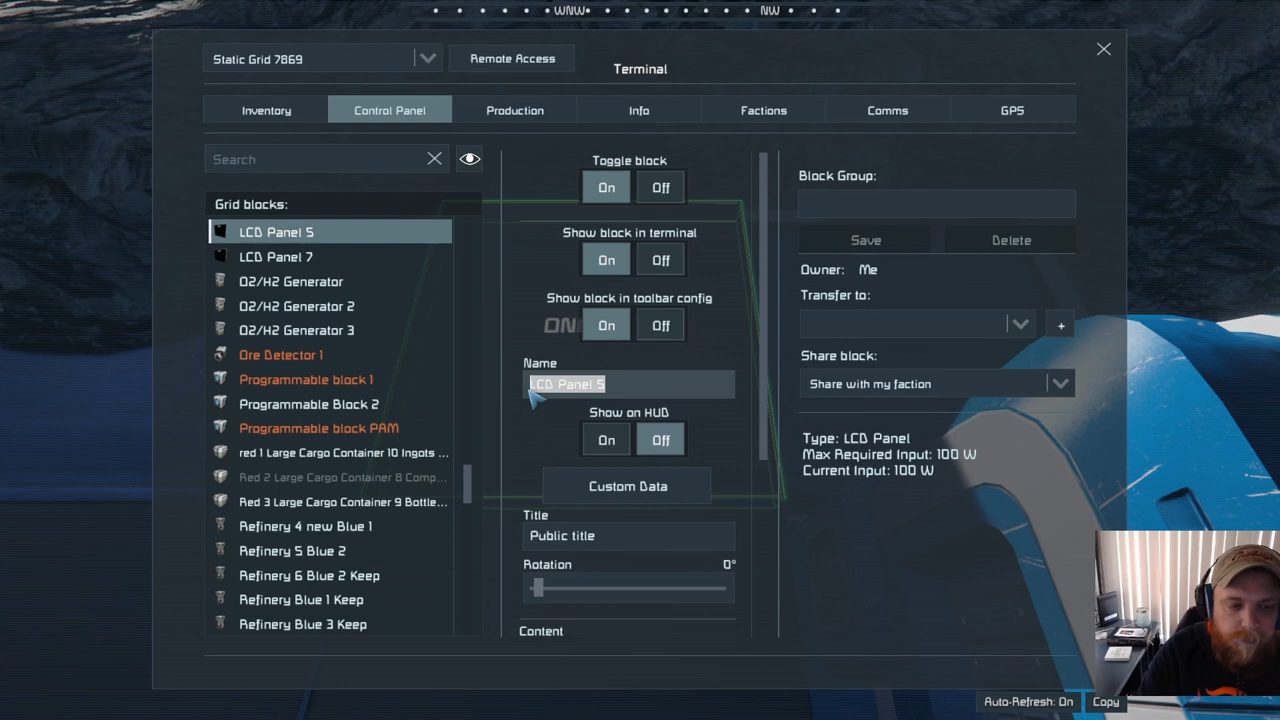 WNW
NW
Static Grid 7869
Remote Access
Terminal
Inventory
Control Panel
Production
Info
Factions
Comms
GPS
Search
Grid blocks:
LCD Panel 5
LCD Panel 7
O2/H2 Generator
O2/H2 Generator 2
O2/H2 Generator 3
Ore Detector 1
Programmable block 1
Programmable Block 2
Programmable block PAM
red 1 Large Cargo Container 10 Ingots ...
Red 2 Large Cargo Container 8 Comp...
Red 3 Large Cargo Container 9 Bottle...
Refinery 4 new Blue 1
Refinery 5 Blue 2
Refinery 6 Blue 2 Keep
Refinery Blue 1 Keep
Refinery Blue 3 Keep
Toggle block
On Off
Show block in terminal
On Off
Show block in toolbar config
On Off
Name
LCD Panel 5
Show on HUD
On Off
Custom Data
Title
Public title
Rotation 0°
Content
Block Group:
Save
Delete
Owner: Me
Transfer to:
+
Share block:
Share with my faction
Type: LCD Panel
Max Required Input: 100 W
Current Input: 100 W
Auto-Refresh: On
Copy